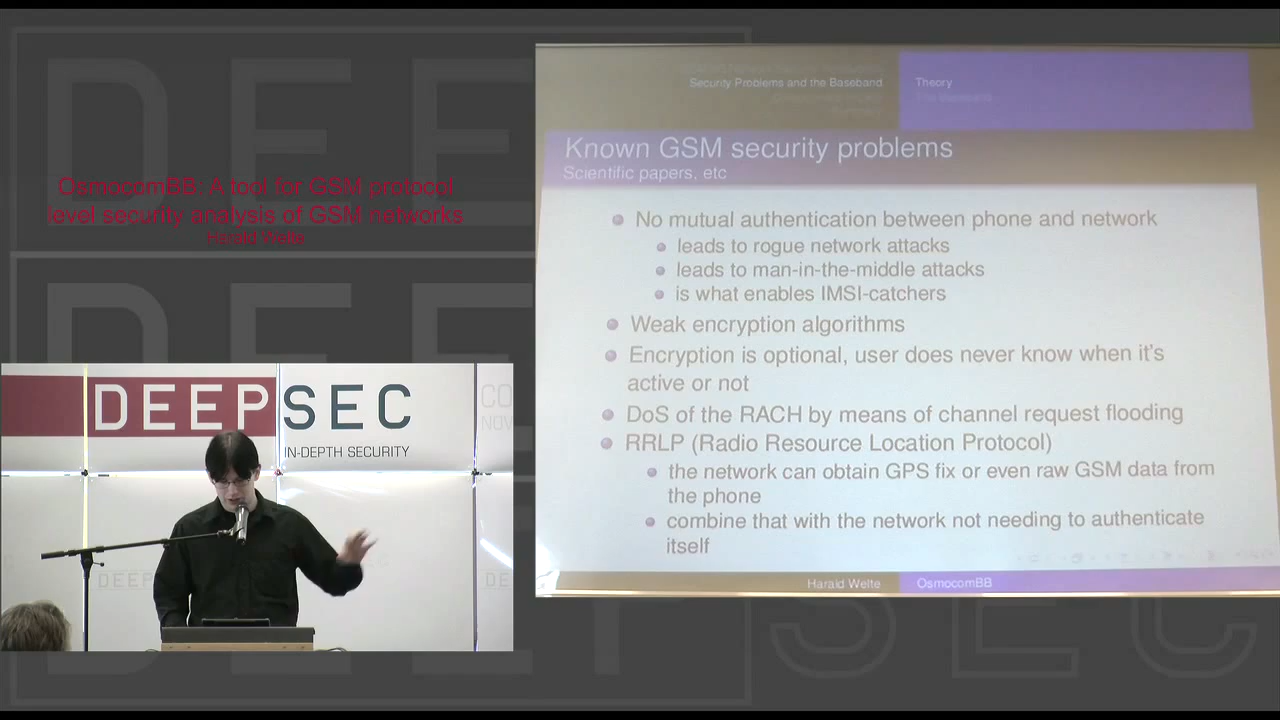 OsmocomBB: A tool for GSM protocol
level security analysis of GSM networks
Harald Welte
DEEPSEC
IN-DEPTH SECURITY
Security Problems and the Baseband
Theory
The Baseband
Known GSM security problems
Scientific papers, etc
No mutual authentication between phone and network
leads to rogue network attacks
leads to man-in-the-middle attacks
is what enables IMSI-catchers
Weak encryption algorithms
Encryption is optional, user does never know when it's
active or not
DoS of the RACH by means of channel request flooding
RRLP (Radio Resource Location Protocol)
the network can obtain GPS fix or even raw GSM data from
the phone
combine that with the network not needing to authenticate
itself
Harald Welte
OsmocomBB